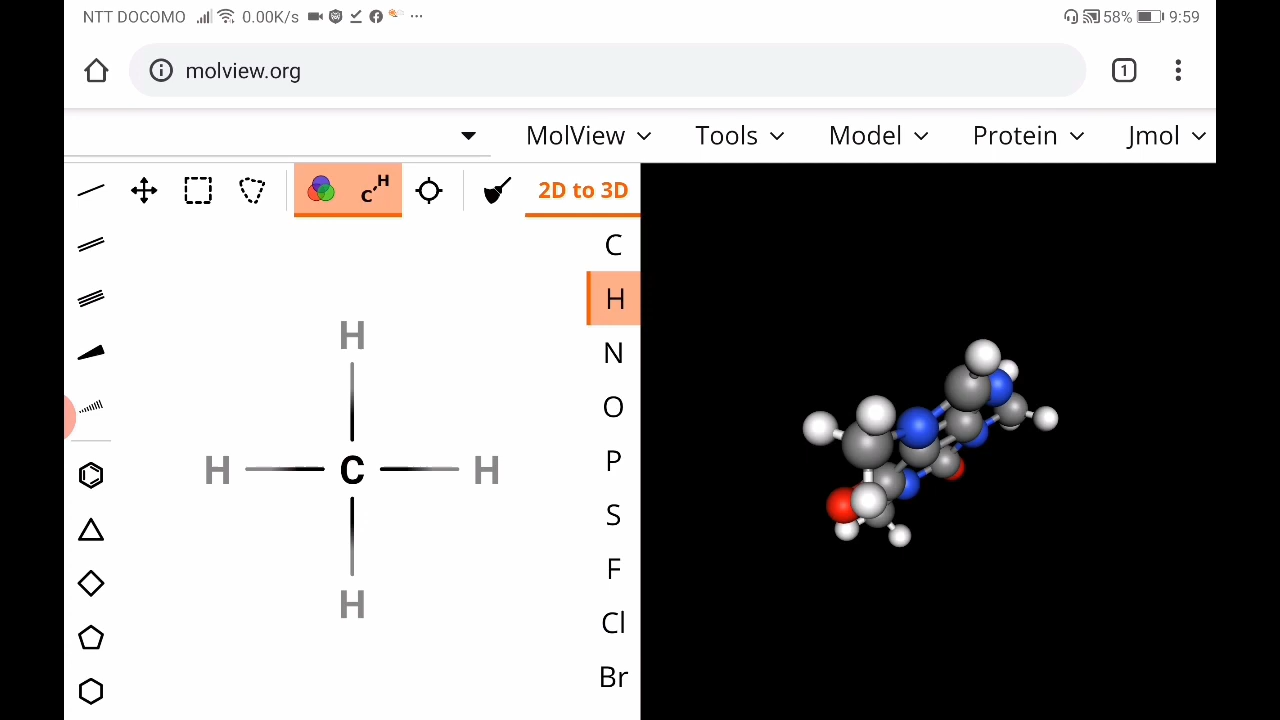 NTT DOCOMO 0.00K/s 58% 9:59
1
molview.org
MolView Tools Model Protein Jmol
C H 2D to 3D
C
H
N
O
P
S
F
Cl
Br
H
H C H
H